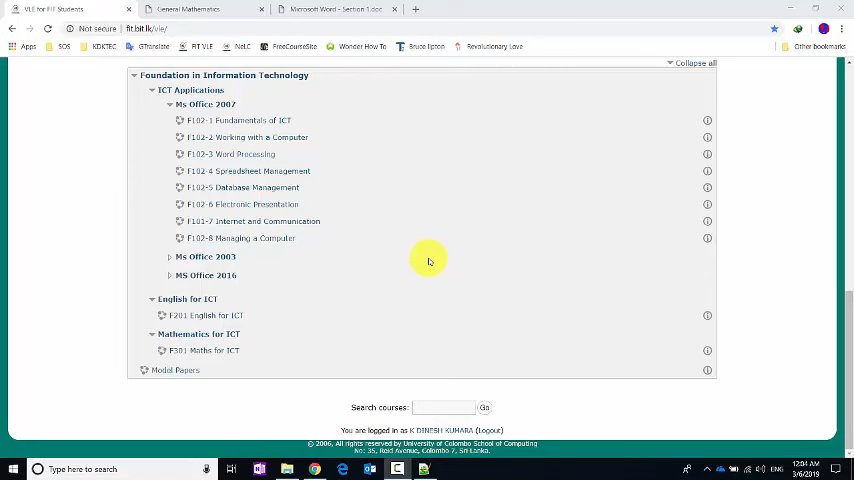 VLE for FIT Students
General Mathematics
Microsoft Word - Section-1.doc
Not secure | fit.bit.lk/vle/
Apps SOS KDKTEC GTranslate FIT VLE NeLC FreeCourseSite Wonder How To Bruce lipton Revolutionary Love Other bookmarks
Collapse all
Foundation in Information Technology
ICT Applications
Ms Office 2007
F102-1 Fundamentals of ICT
F102-2 Working with a Computer
F102-3 Word Processing
F102-4 Spreadsheet Management
F102-5 Database Management
F102-6 Electronic Presentation
F101-7 Internet and Communication
F102-8 Managing a Computer
Ms Office 2003
MS Office 2016
English for ICT
F201 English for ICT
Mathematics for ICT
F301 Maths for ICT
Model Papers
Search courses: Go
You are logged in as K DINESH KUMARA (Logout)
© 2006, All rights reserved by University of Colombo School of Computing
No: 35, Reid Avenue, Colombo 7, Sri Lanka.
Type here to search
ENG
12:04 AM
3/6/2019